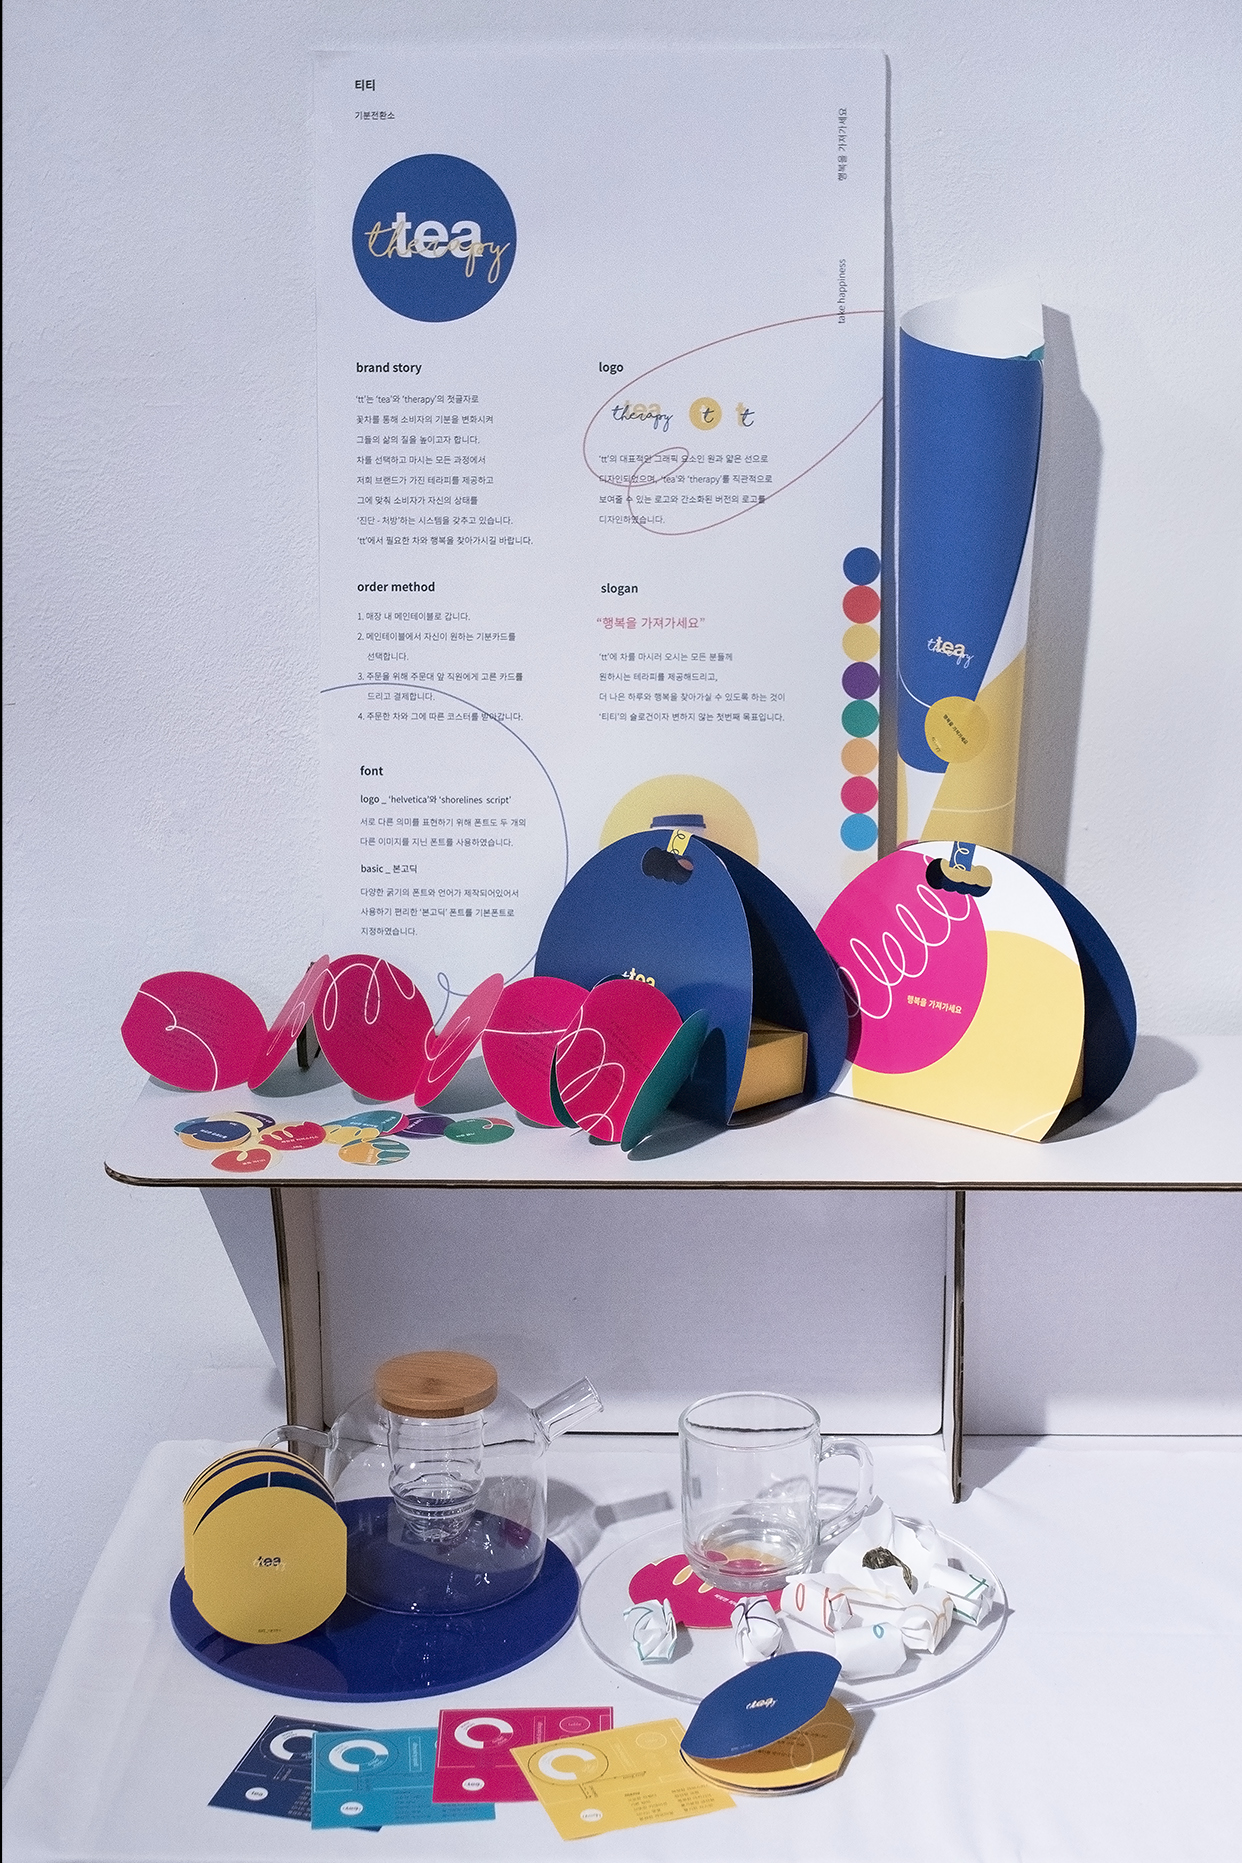 티티
기분전환소
행복을 가져가세요
take happiness
tea
therapy
brand story
‘tt’는 ‘tea’와 ‘therapy’의 첫글자로
꽃차를 통해 소비자의 기분을 변화시켜
그들의 삶의 질을 높이고자 합니다.
차를 선택하고 마시는 모든 과정에서
저희 브랜드가 가진 테라피를 제공하고
그에 맞춰 소비자가 자신의 상태를
‘진단 - 처방’하는 시스템을 갖추고 있습니다.
‘tt’에서 필요한 차와 행복을 찾아가시길 바랍니다.
logo
tea
therapy
t
t
‘tt’의 대표적인 그래픽 요소인 원과 얇은 선으로
디자인되었으며, ‘tea’와 ‘therapy’를 직관적으로
보여줄 수 있는 로고와 간소화된 버전의 로고를
디자인하였습니다.
order method
1. 매장 내 메인테이블로 갑니다.
2. 메인테이블에서 자신이 원하는 기분카드를
선택합니다.
3. 주문을 위해 주문대 앞 직원에게 고른 카드를
드리고 결제합니다.
4. 주문한 차와 그에 따른 코스터를 받아갑니다.
slogan
“행복을 가져가세요”
‘tt’에 차를 마시러 오시는 모든 분들께
원하시는 테라피를 제공해드리고,
더 나은 하루와 행복을 찾아가실 수 있도록 하는 것이
‘티티’의 슬로건이자 변하지 않는 첫번째 목표입니다.
font
logo _ ‘helvetica’와 ‘shorelines script’
서로 다른 의미를 표현하기 위해 폰트도 두 개의
다른 이미지를 지닌 폰트를 사용하였습니다.
basic _ 본고딕
다양한 굵기의 폰트와 언어가 제작되어있어서
사용하기 편리한 ‘본고딕’ 폰트를 기본폰트로
지정하였습니다.
tea
therapy
행복을 가져가세요
tea
행복을 가져가세요
tea
therapy
tea
therapy
tea
tea